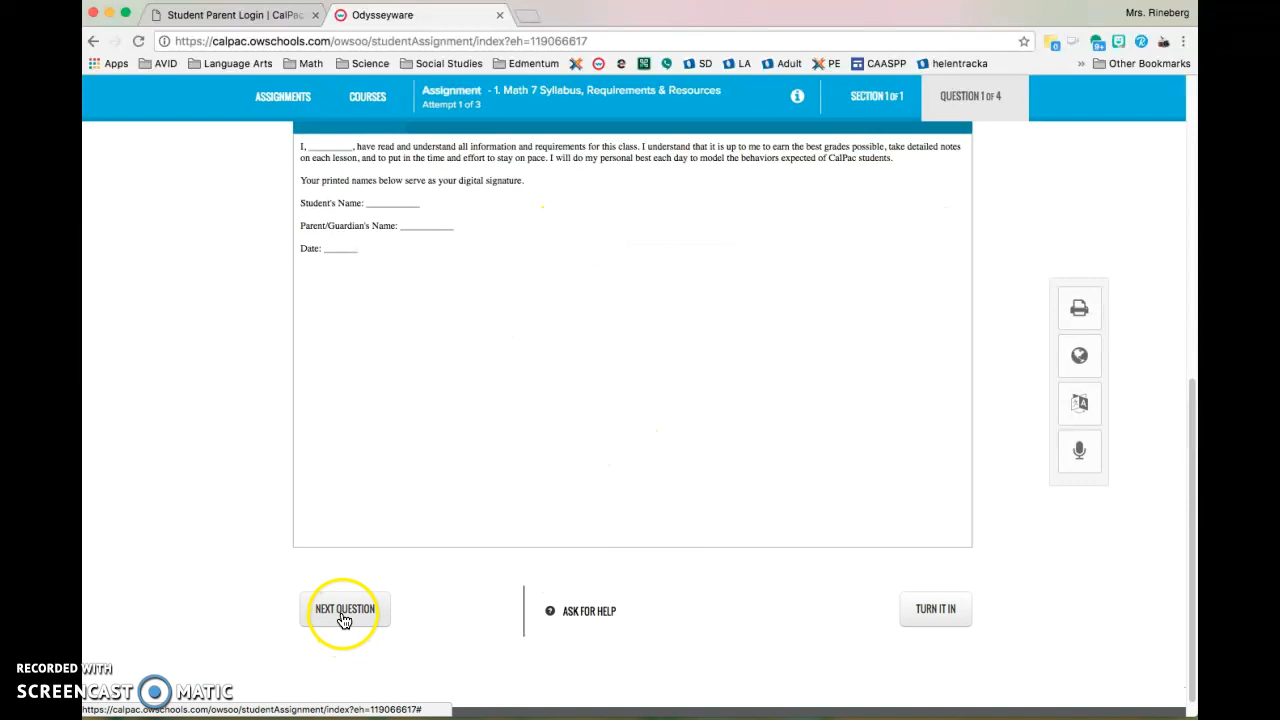 Student Parent Login | CalPac
Odysseyware
Mrs. Rineberg
https://calpac.owschools.com/owsoo/studentAssignment/index?eh=119066617
Apps AVID Language Arts Math Science Social Studies Edmentum SD LA Adult PE CAASPP helentracka » Other Bookmarks
ASSIGNMENTS COURSES Assignment - 1. Math 7 Syllabus, Requirements & Resources SECTION 1 OF 1 QUESTION 1 OF 4
Attempt 1 of 3
I, _________, have read and understand all information and requirements for this class. I understand that it is up to me to earn the best grades possible, take detailed notes
on each lesson, and to put in the time and effort to stay on pace. I will do my personal best each day to model the behaviors expected of CalPac students.
Your printed names below serve as your digital signature.
Student's Name: ___________
Parent/Guardian's Name: ___________
Date: _______
NEXT QUESTION ASK FOR HELP TURN IT IN
RECORDED WITH
SCREENCAST MATIC
https://calpac.owschools.com/owsoo/studentAssignment/index?eh=119066617#